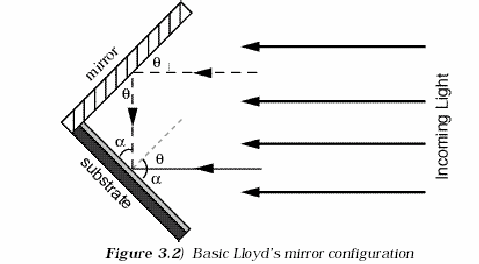 mirror
θ i
θ
α
θ
α
substrate
Incoming Light
Figure 3.2) Basic Lloyd's mirror configuration